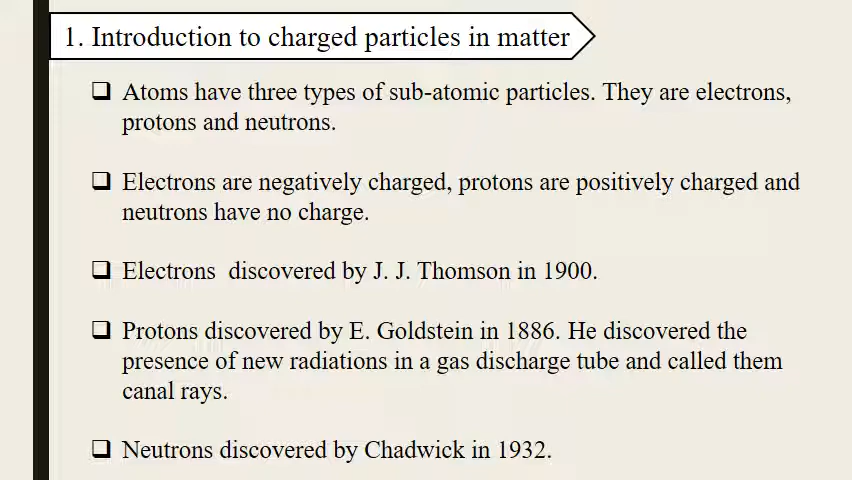 1. Introduction to charged particles in matter
Atoms have three types of sub-atomic particles. They are electrons,
protons and neutrons.
Electrons are negatively charged, protons are positively charged and
neutrons have no charge.
Electrons discovered by J. J. Thomson in 1900.
Protons discovered by E. Goldstein in 1886. He discovered the
presence of new radiations in a gas discharge tube and called them
canal rays.
Neutrons discovered by Chadwick in 1932.